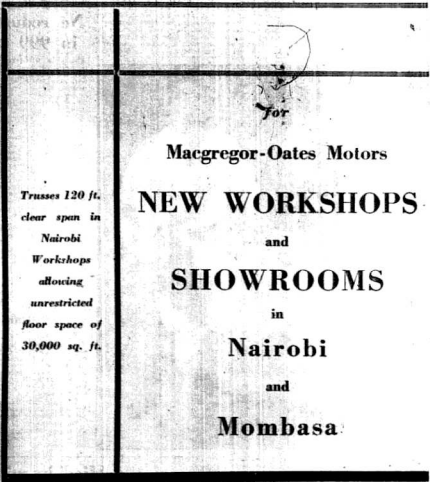 for
Macgregor-Oates Motors
NEW WORKSHOPS
and
SHOWROOMS
in
Nairobi
and
Mombasa
Trusses 120 ft.
clear span in
Nairobi
Workshops
allowing
unrestricted
floor space of
30,000 sq. ft.